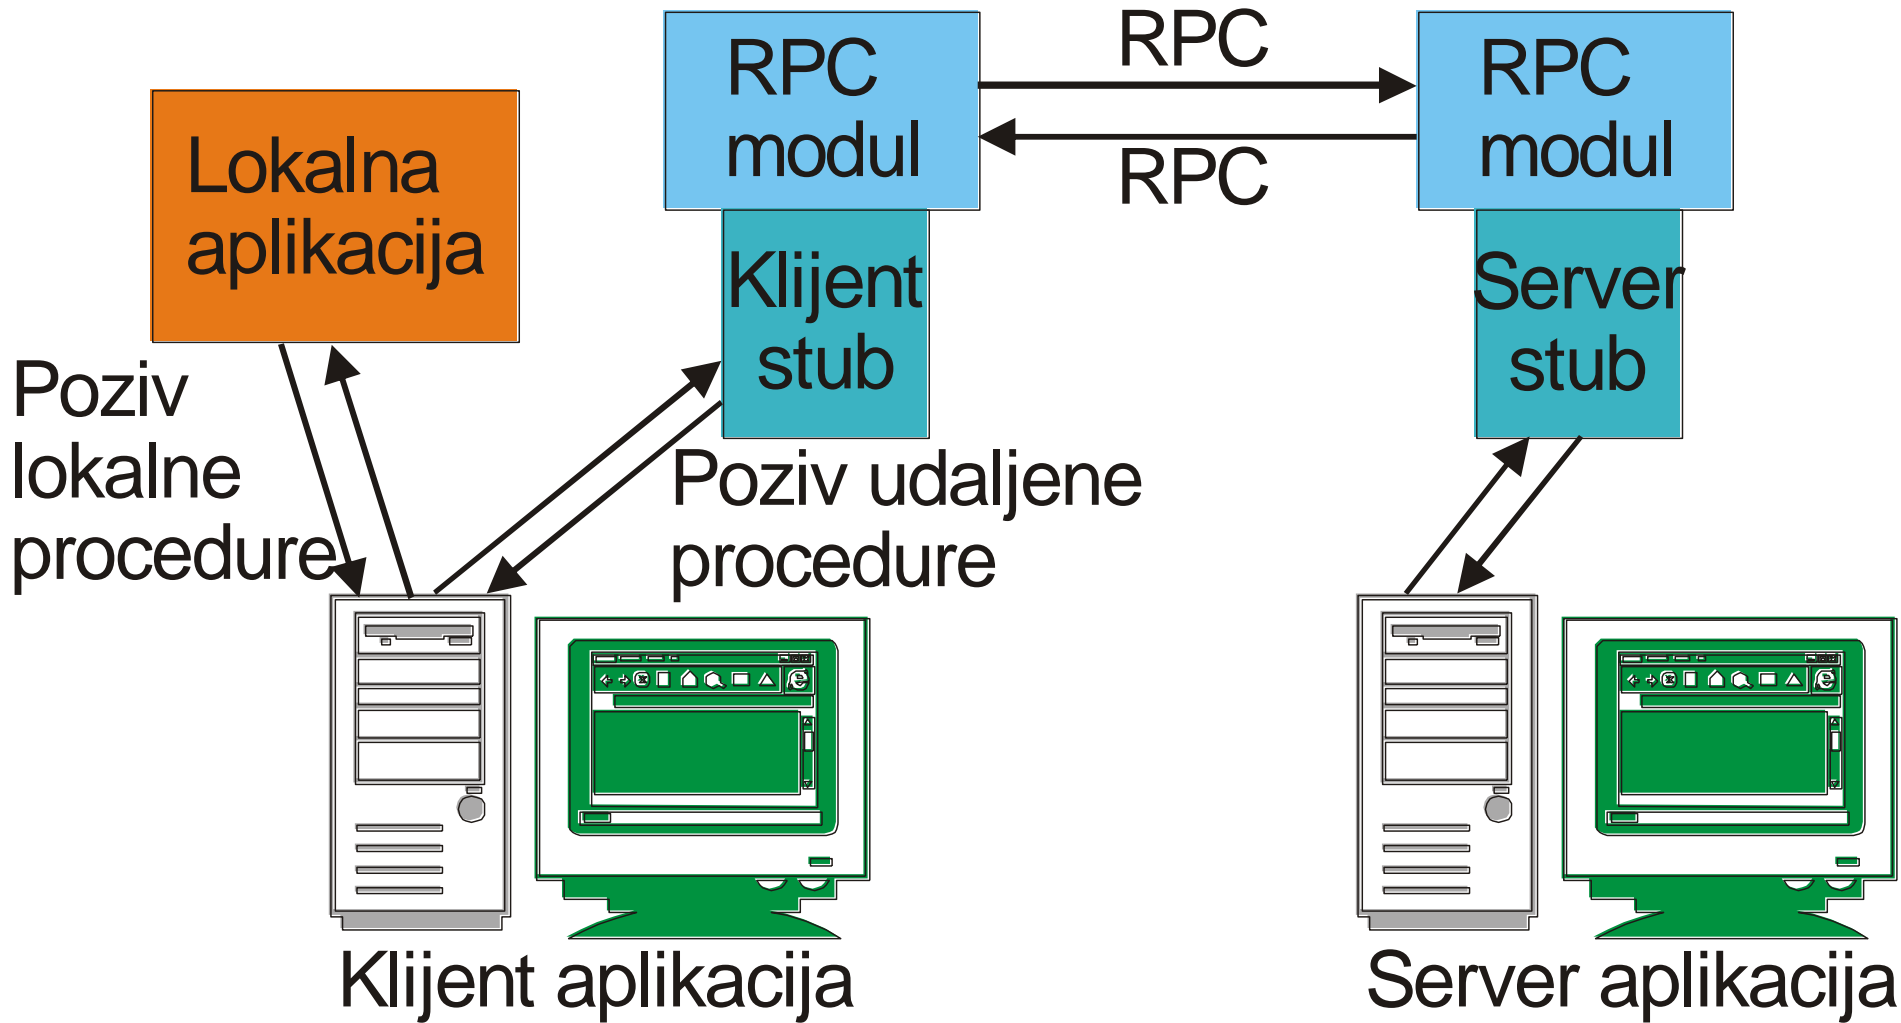 RPC
modul
RPC
RPC
RPC
modul
Lokalna
aplikacija
Klijent
stub
Server
stub
Poziv
lokalne
procedure
Poziv udaljene
procedure
Klijent aplikacija
Server aplikacija